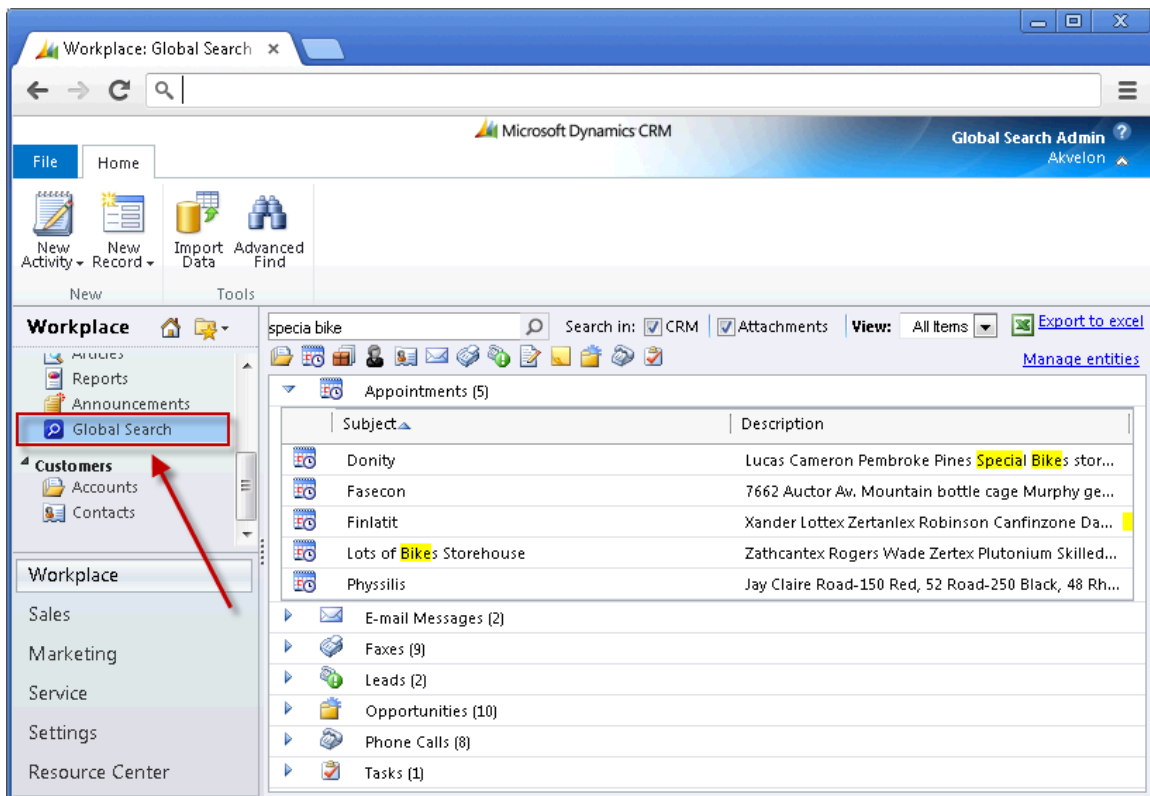 Workplace: Global Search
Microsoft Dynamics CRM
Global Search Admin
Akvelon
File
Home
New Activity
New Record
Import Data
Advanced Find
New
Tools
Workplace
Articles
Reports
Announcements
Global Search
Customers
Accounts
Contacts
Workplace
Sales
Marketing
Service
Settings
Resource Center
specia bike
Search in: CRM Attachments View: All Items Export to excel
Manage entities
Appointments (5)
Subject Description
Donity Lucas Cameron Pembroke Pines Special Bikes stor...
Fasecon 7662 Auctor Av. Mountain bottle cage Murphy ge...
Finlatit Xander Lottex Zertanlex Robinson Canfinzone Da...
Lots of Bikes Storehouse Zathcantex Rogers Wade Zertex Plutonium Skilled...
Physsilis Jay Claire Road-150 Red, 52 Road-250 Black, 48 Rh...
E-mail Messages (2)
Faxes (9)
Leads (2)
Opportunities (10)
Phone Calls (8)
Tasks (1)